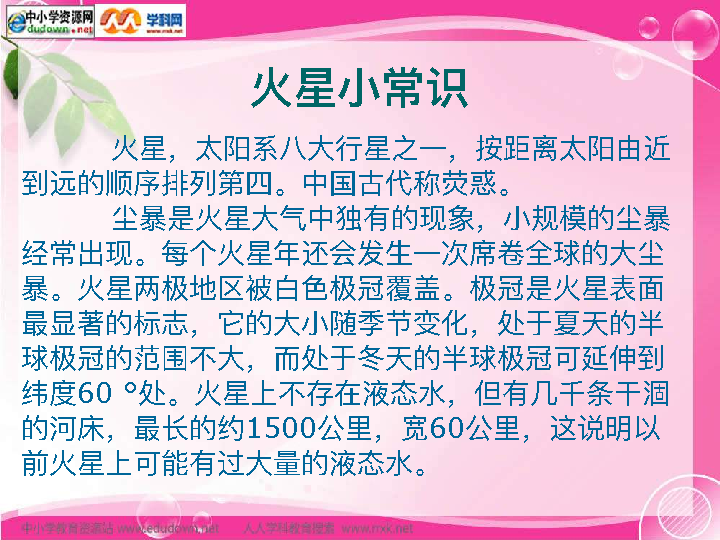 中小学资源网
dudown.net
学科网
www.nxk.net
火星小常识
火星，太阳系八大行星之一，按距离太阳由近
到远的顺序排列第四。中国古代称荧惑。
尘暴是火星大气中独有的现象，小规模的尘暴
经常出现。每个火星年还会发生一次席卷全球的大尘
暴。火星两极地区被白色极冠覆盖。极冠是火星表面
最显著的标志，它的大小随季节变化，处于夏天的半
球极冠的范围不大，而处于冬天的半球极冠可延伸到
纬度60 °处。火星上不存在液态水，但有几千条干涸
的河床，最长的约1500公里，宽60公里，这说明以
前火星上可能有过大量的液态水。
中小学教育资源站 www.edudown.net 人人学科教育搜索 www.rrxk.net